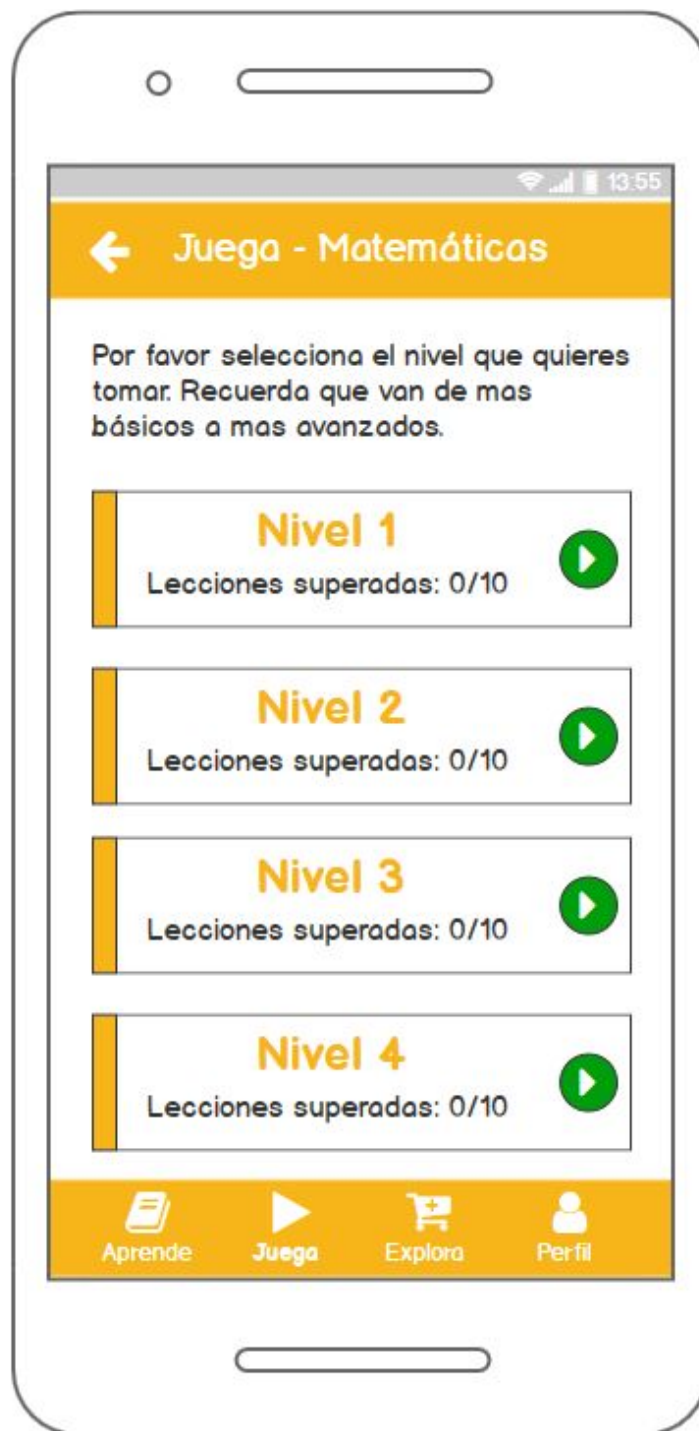 13:55
Juega - Matemáticas
Por favor selecciona el nivel que quieres
tomar. Recuerda que van de mas
básicos a mas avanzados.
Nivel 1
Lecciones superadas: 0/10
Nivel 2
Lecciones superadas: 0/10
Nivel 3
Lecciones superadas: 0/10
Nivel 4
Lecciones superadas: 0/10
Aprende Juega Explora Perfil